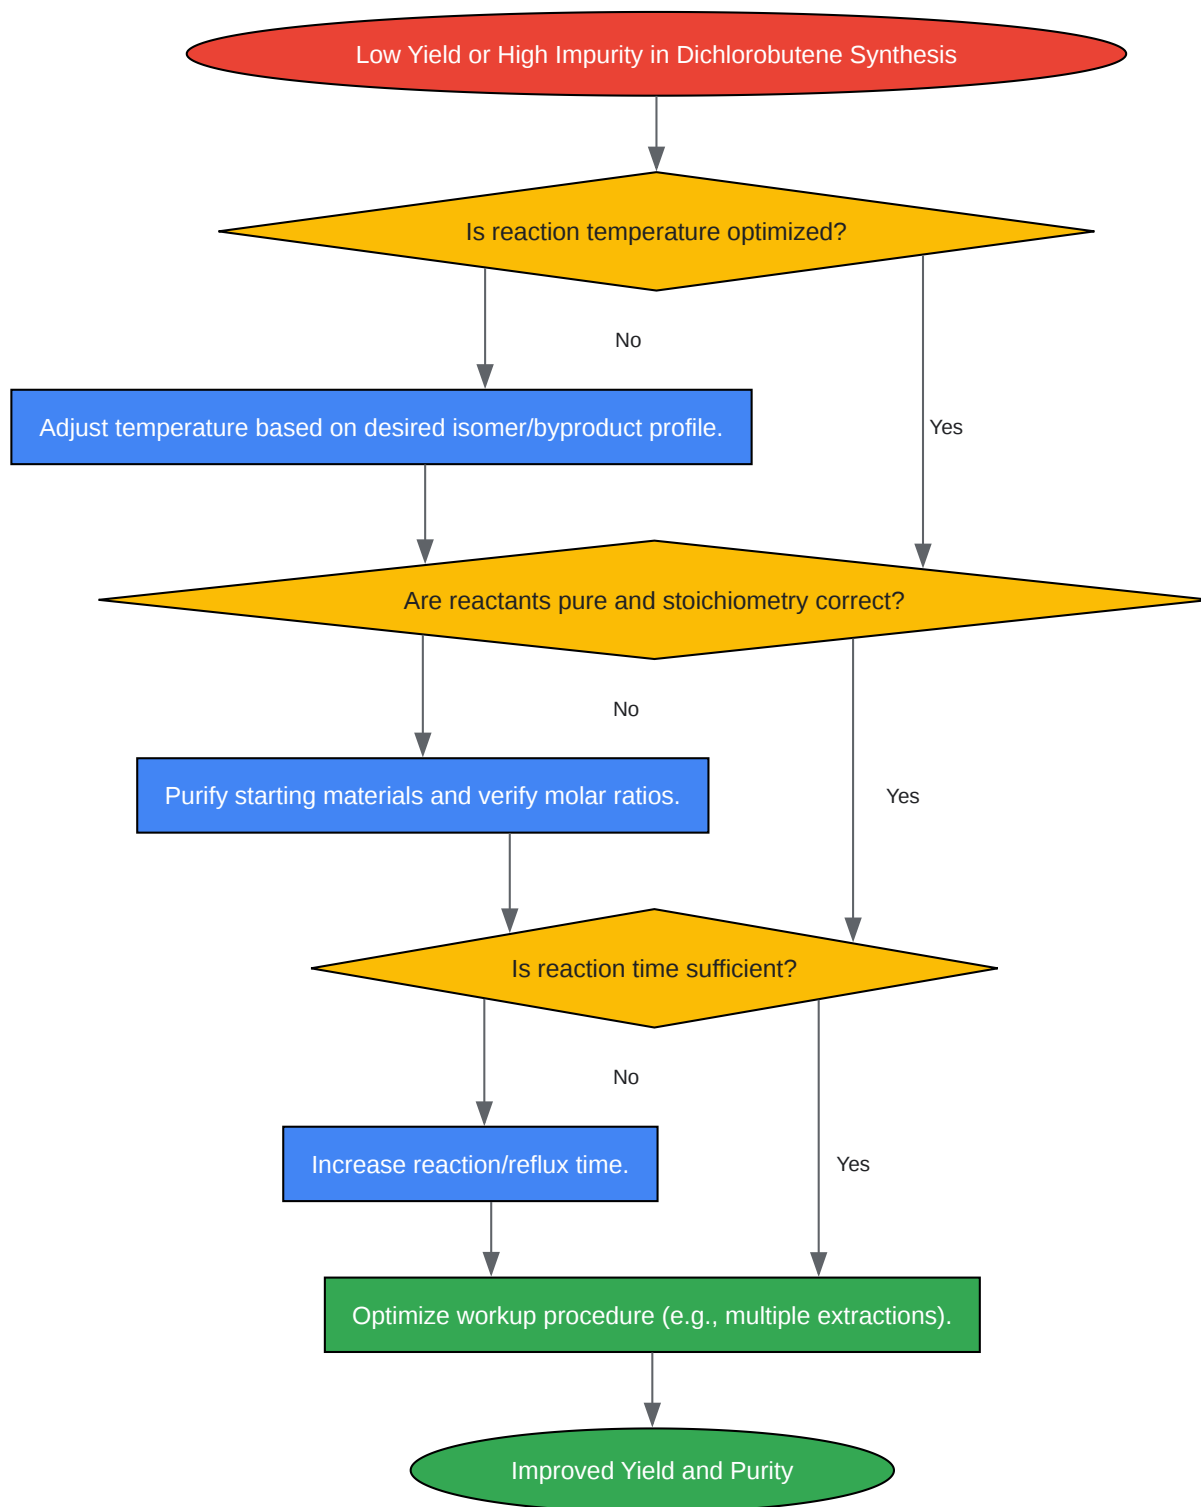 Low Yield or High Impurity in Dichlorobutene Synthesis
Is reaction temperature optimized?
No
Adjust temperature based on desired isomer/byproduct profile.
Yes
Are reactants pure and stoichiometry correct?
No
Purify starting materials and verify molar ratios.
Yes
Is reaction time sufficient?
No
Increase reaction/reflux time.
Yes
Optimize workup procedure (e.g., multiple extractions).
Improved Yield and Purity